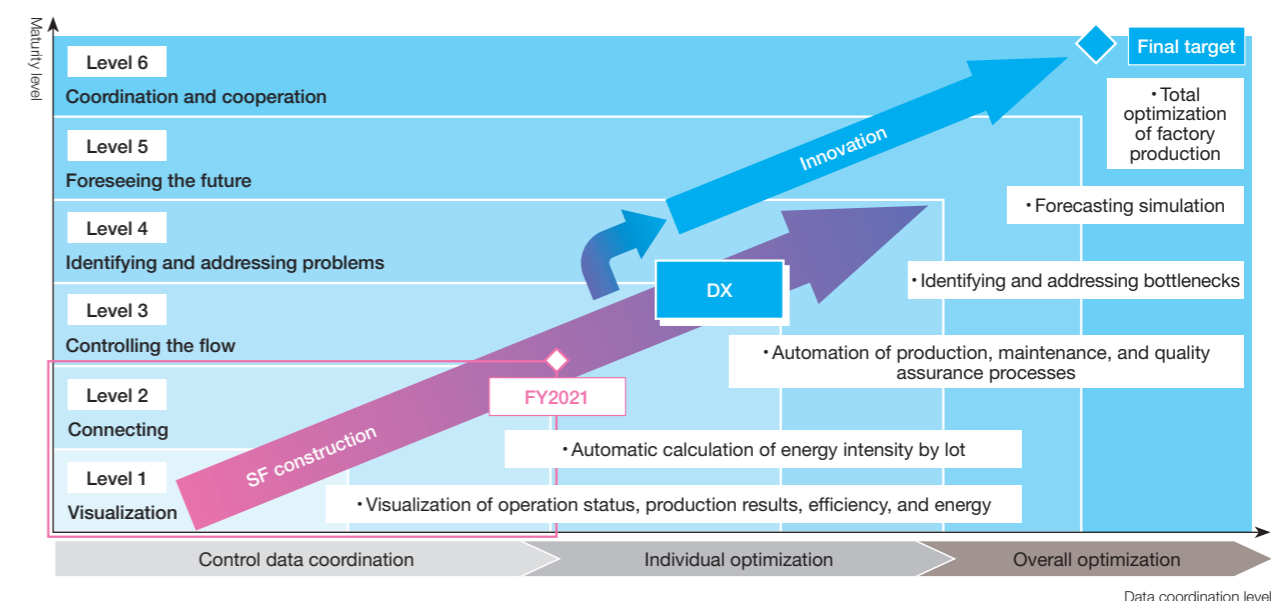 Maturity level
Level 6
Coordination and cooperation
Level 5
Foreseeing the future
Level 4
Identifying and addressing problems
Level 3
Controlling the flow
Level 2
Connecting
Level 1
Visualization
SF construction
FY2021
DX
Innovation
Final target
・Total
optimization
of factory
production
・Forecasting simulation
・Identifying and addressing bottlenecks
・Automation of production, maintenance, and quality
assurance processes
・Automatic calculation of energy intensity by lot
・Visualization of operation status, production results, efficiency, and energy
Control data coordination
Individual optimization
Overall optimization
Data coordination level